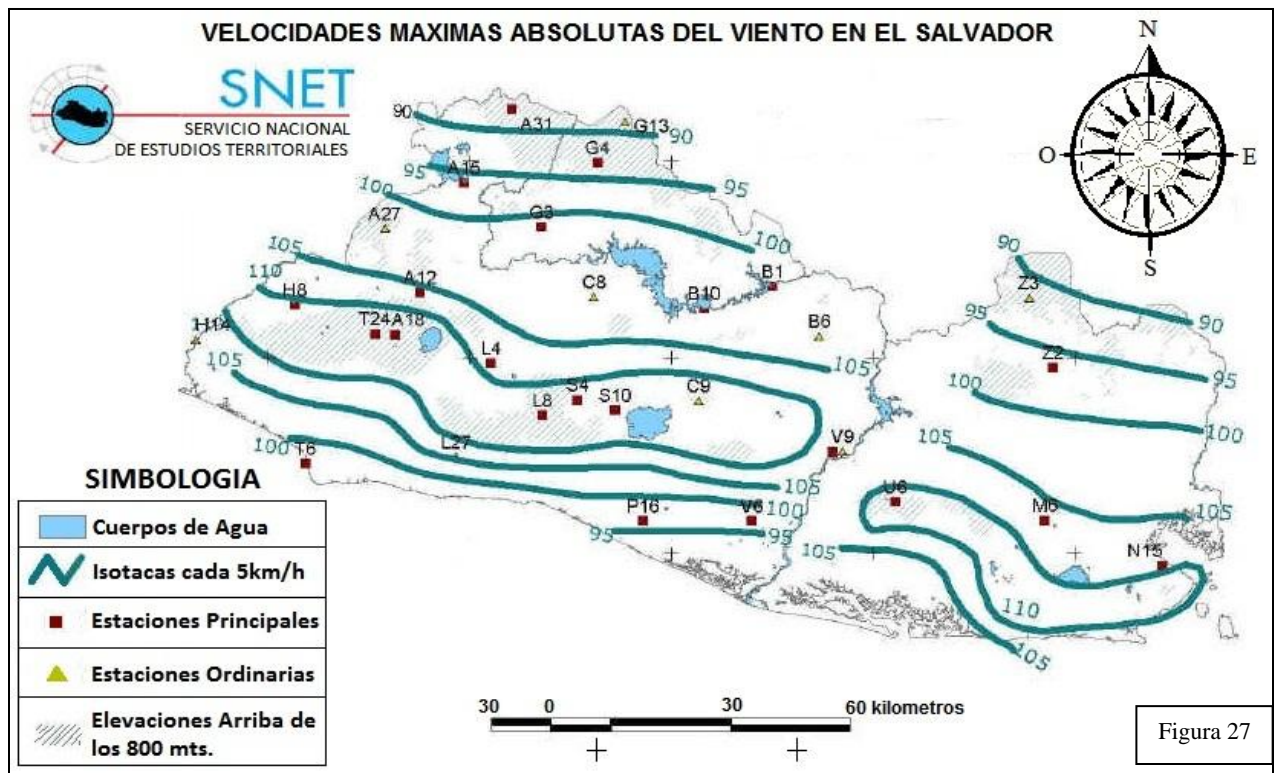 VELOCIDADES MAXIMAS ABSOLUTAS DEL VIENTO EN EL SALVADOR
SNET
SERVICIO NACIONAL
DE ESTUDIOS TERRITORIALES
N
O
E
S
90
A31
G13
90
G4
95
A15
95
100
A27
G3
100
105
90
110
A12
C8
B1
Z3
H8
B10
90
H14
T24
A18
B6
95
L4
105
Z2
105
95
100
S4
C9
L8
S10
100
V9
105
L27
100
T6
105
U6
M6
105
P16
V6
100
95
95
105
N15
110
105
SIMBOLOGIA
Cuerpos de Agua
Isotacas cada 5km/h
Estaciones Principales
Estaciones Ordinarias
Elevaciones Arriba de
los 800 mts.
30 0 30 60 kilometros
Figura 27